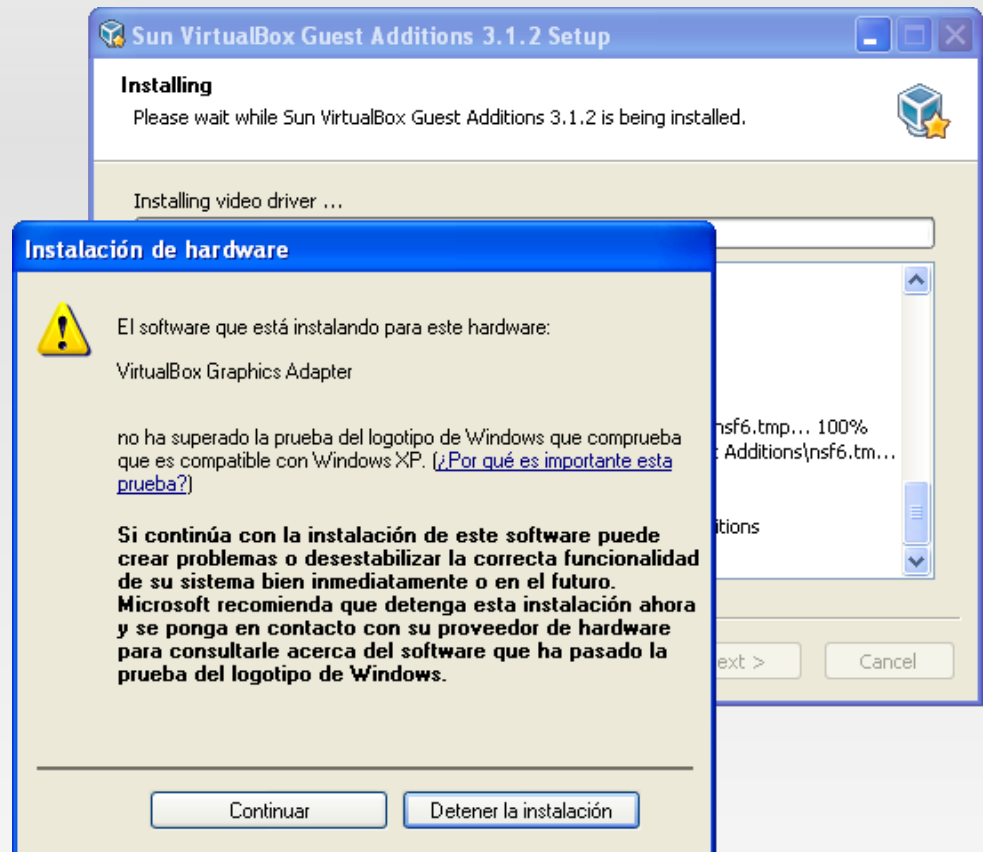 Sun VirtualBox Guest Additions 3.1.2 Setup
Installing
Please wait while Sun VirtualBox Guest Additions 3.1.2 is being installed.
Installing video driver ...
nsf6.tmp... 100%
Additions\nsf6.tm...
itions
ext >
Cancel
Instalación de hardware
El software que está instalando para este hardware:
VirtualBox Graphics Adapter
no ha superado la prueba del logotipo de Windows que comprueba
que es compatible con Windows XP. (¿Por qué es importante esta
prueba?)
Si continúa con la instalación de este software puede
crear problemas o desestabilizar la correcta funcionalidad
de su sistema bien inmediatamente o en el futuro.
Microsoft recomienda que detenga esta instalación ahora
y se ponga en contacto con su proveedor de hardware
para consultarle acerca del software que ha pasado la
prueba del logotipo de Windows.
Continuar
Detener la instalación